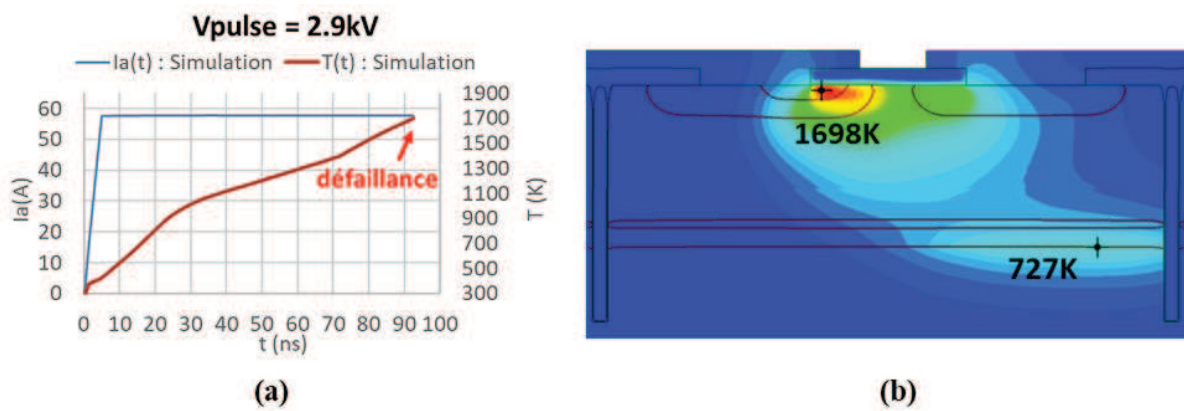 Vpulse = 2.9kV
Ia(t) : Simulation T(t) : Simulation
60
50
40
30
20
10
0
Ia(A)
1900
1700
1500
1300
1100
900
700
500
300
T (K)
défaillance
0 10 20 30 40 50 60 70 80 90 100
t (ns)
(a)
1698K
727K
(b)